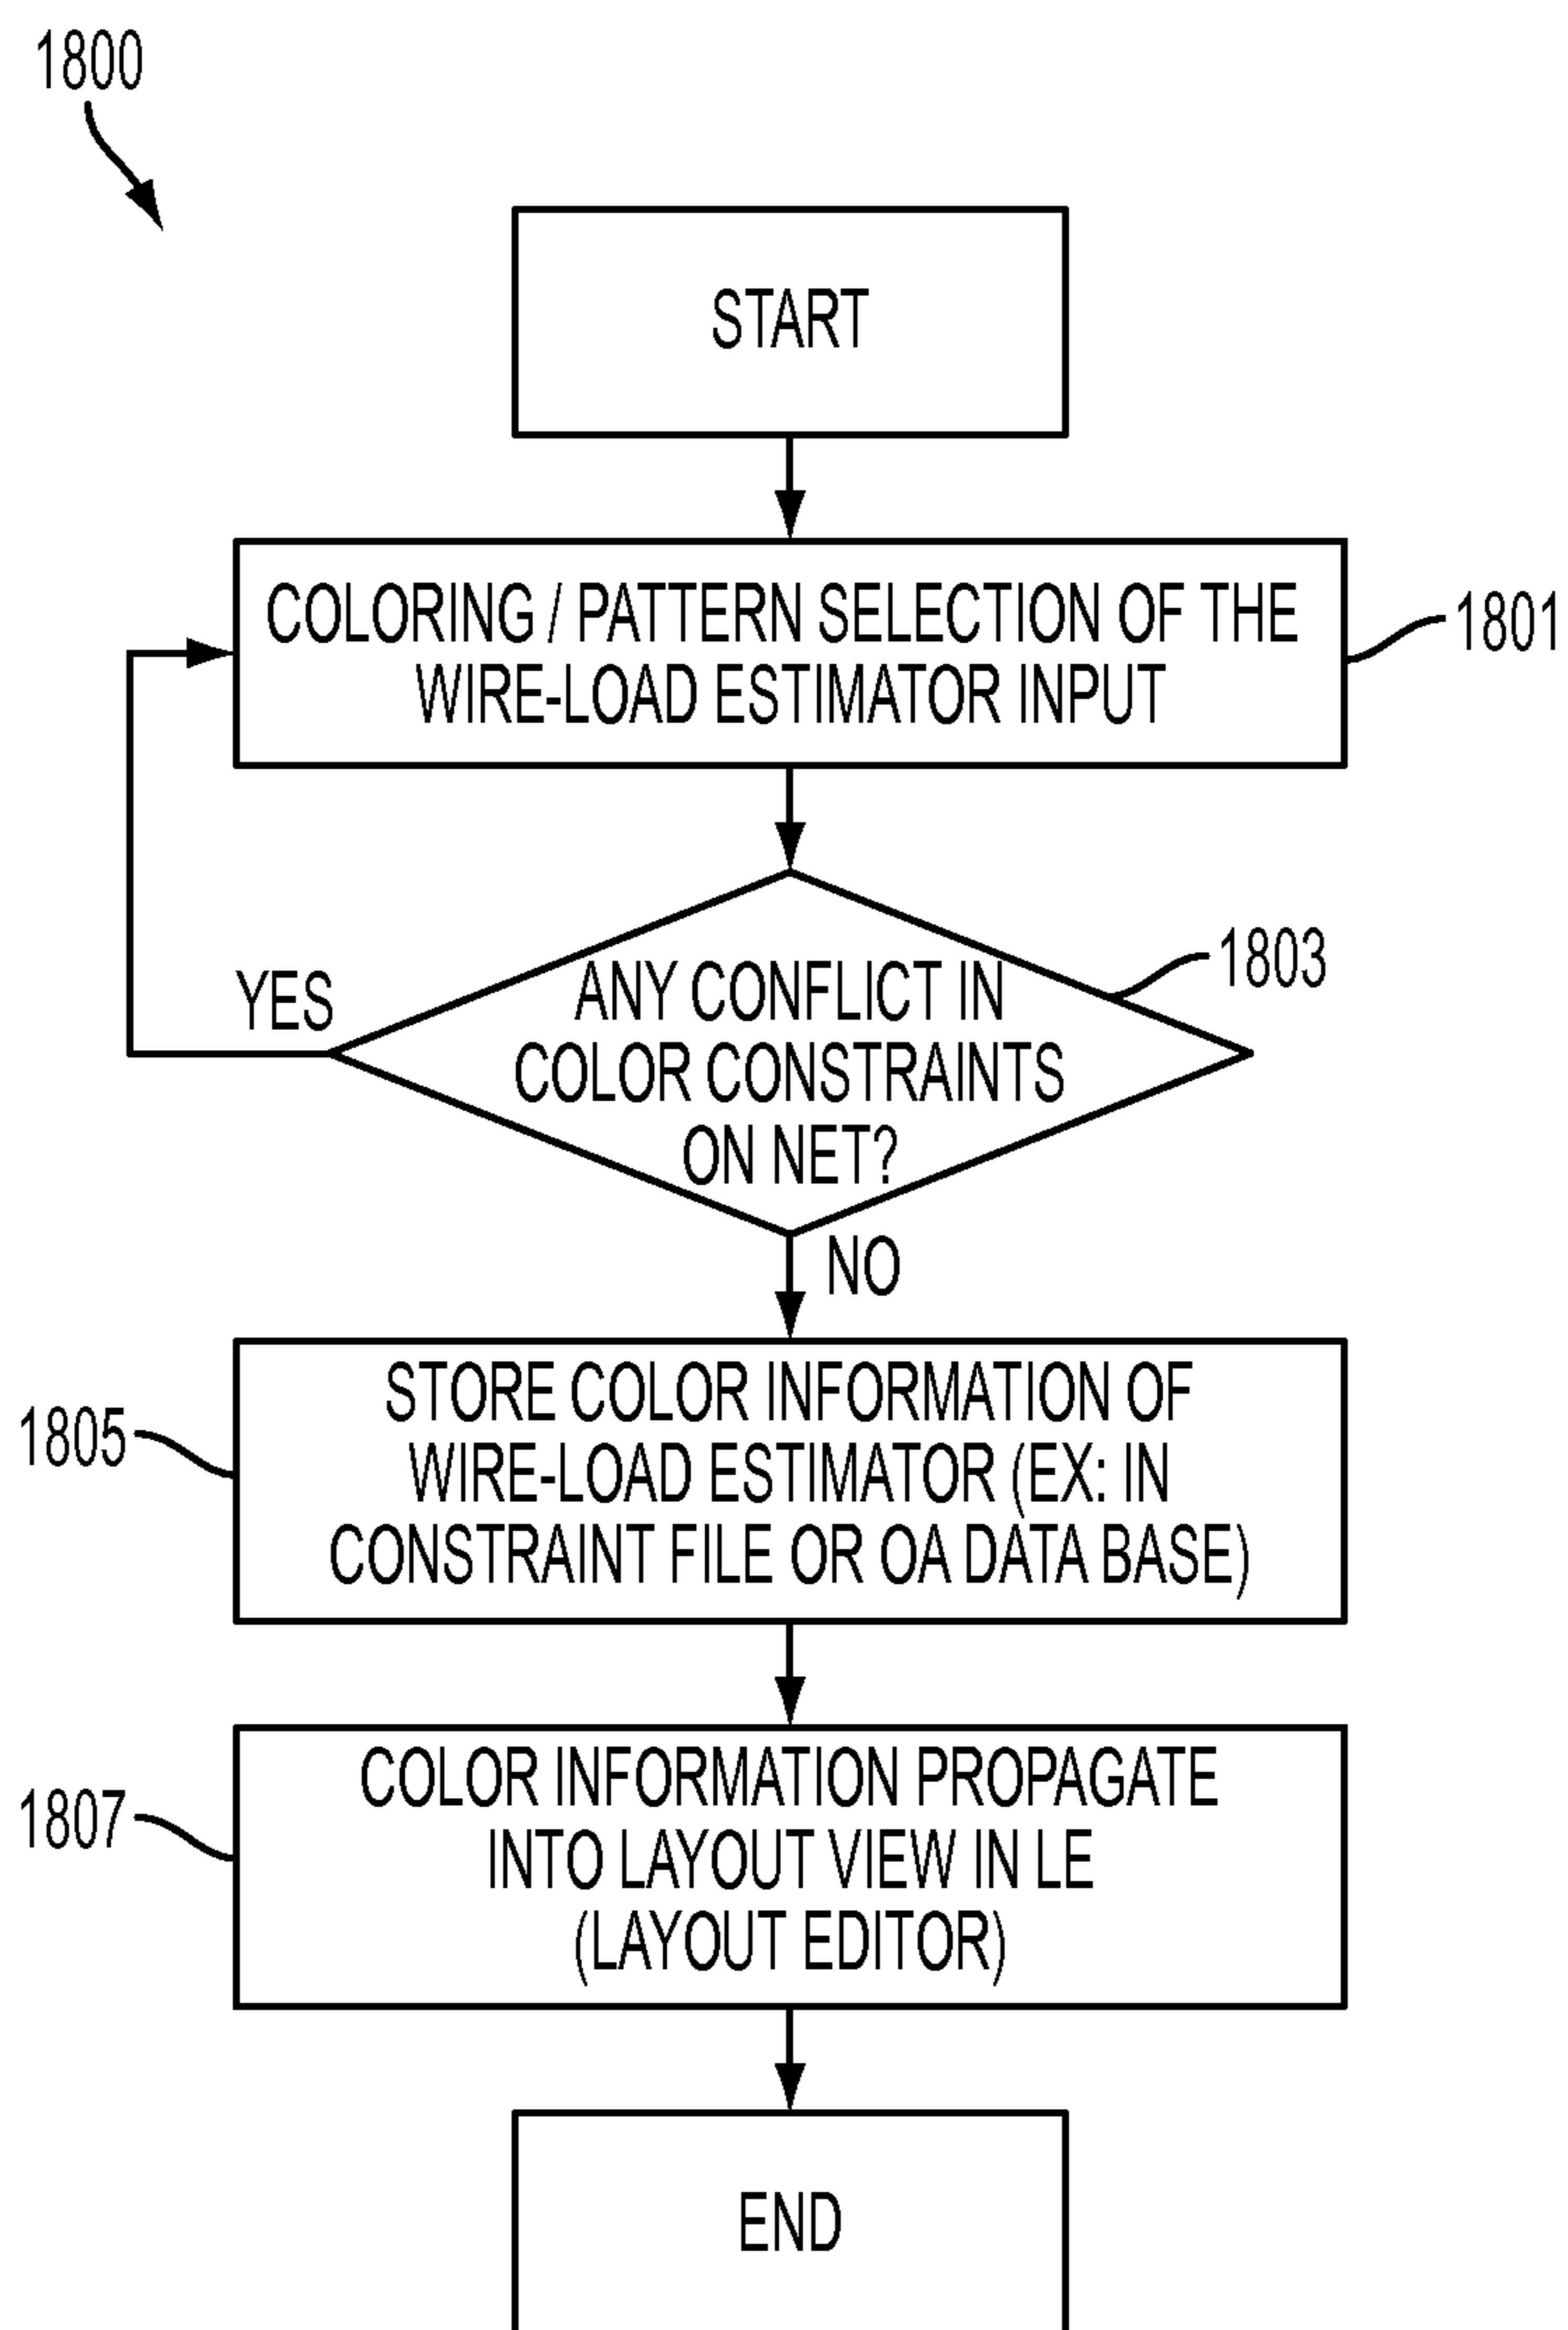 1800
START
COLORING / PATTERN SELECTION OF THE
WIRE-LOAD ESTIMATOR INPUT
1801
ANY CONFLICT IN
COLOR CONSTRAINTS
ON NET?
1803
YES
NO
STORE COLOR INFORMATION OF
WIRE-LOAD ESTIMATOR (EX: IN
CONSTRAINT FILE OR OA DATA BASE)
1805
COLOR INFORMATION PROPAGATE
INTO LAYOUT VIEW IN LE
(LAYOUT EDITOR)
1807
END